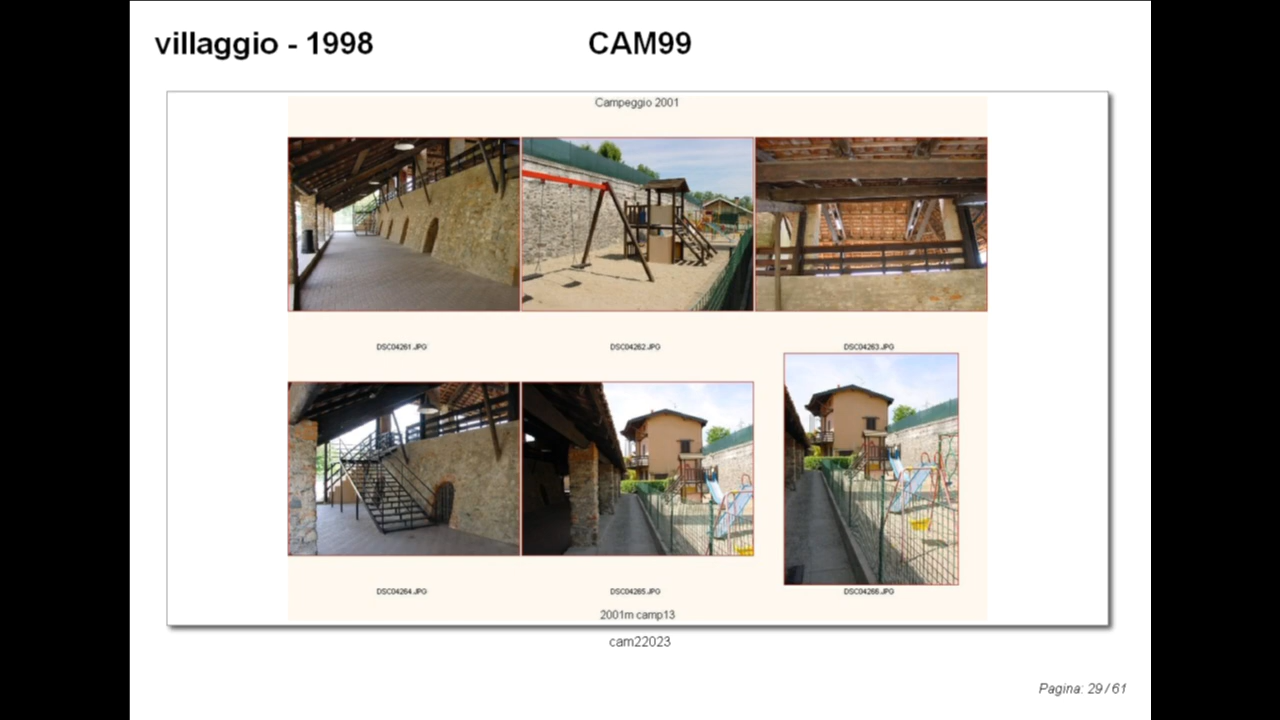 villaggio - 1998
CAM99
Campeggio 2001
DSC04261.JPG
DSC04262.JPG
DSC04263.JPG
DSC04264.JPG
DSC04265.JPG
DSC04266.JPG
2001m camp13
cam22023
Pagina: 29 / 61